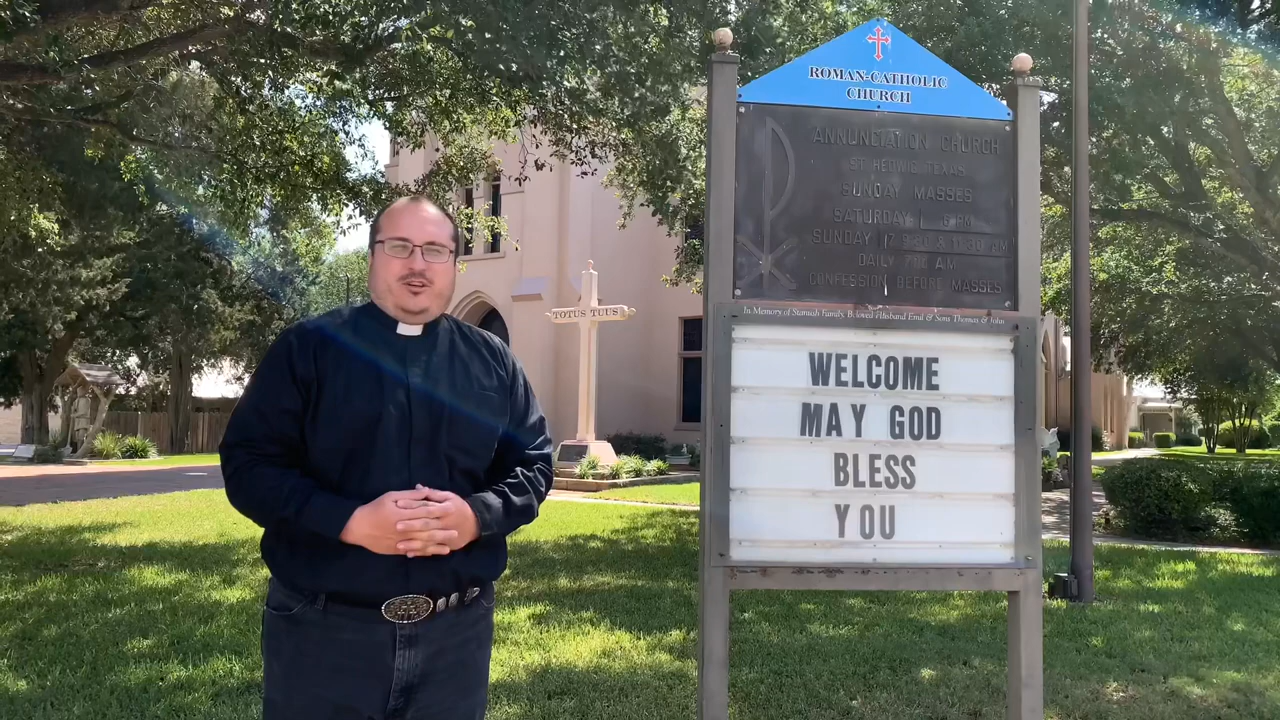 ROMAN-CATHOLIC
CHURCH
ANNUNCIATION CHURCH
ST HEDWIG TEXAS
SUNDAY MASSES
SATURDAY 6 PM
SUNDAY 7 9:30 & 11:30 AM
DAILY 7:00 AM
CONFESSION BEFORE MASSES
In Memory of Stanush Family, Beloved Husband Emil & Sons Thomas & John
WELCOME
MAY GOD
BLESS
YOU
TOTUS TUUS